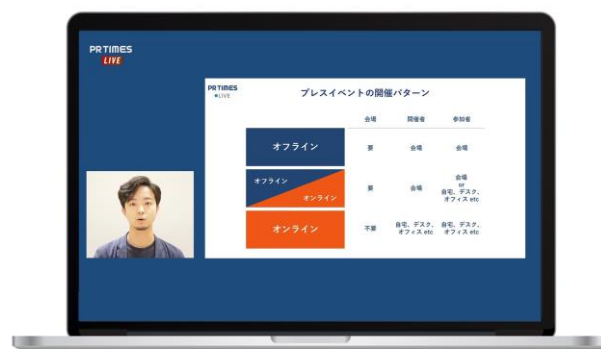 PR TIMES
LIVE
PR TIMES
LIVE
プレスイベントの開催パターン
会場 開催者 参加者
オフライン 要 会場 会場
オフライン
オンライン
要 会場
会場
or
自宅、デスク、
オフィス etc
オンライン 不要
自宅、デスク、
オフィス etc
自宅、デスク、
オフィス etc